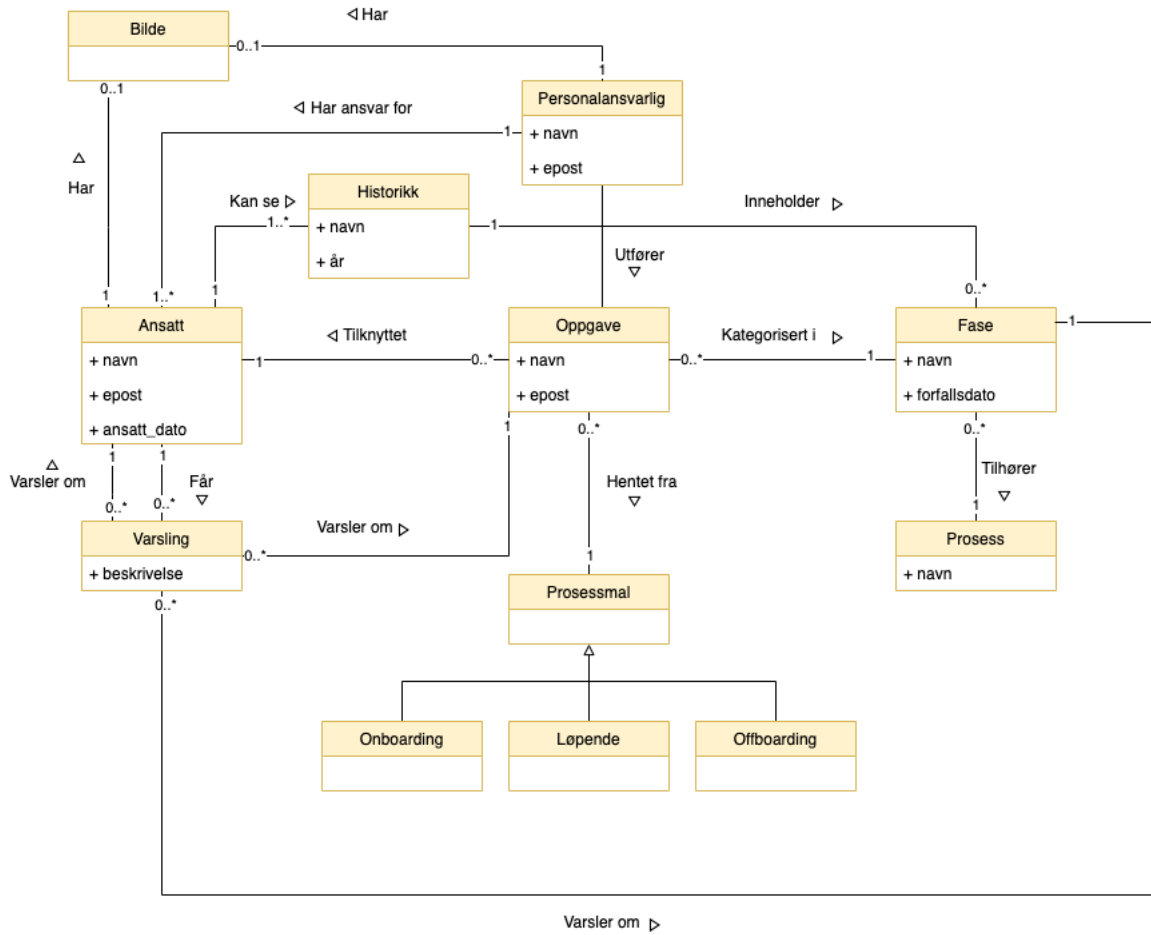 ◁ Har
Bilde
0..1
1
0..1
Personalansvarlig
+ navn
+ epost
◁ Har ansvar for
1
△
Har
Kan se ▷
1..*
Historikk
+ navn
+ år
1
Inneholder ▷
Utfører
▽
1
1..*
1
0..*
Ansatt
+ navn
+ epost
+ ansatt_dato
1
◁ Tilknyttet
0..*
Oppgave
+ navn
+ epost
0..*
Kategorisert i ▷
1
Fase
+ navn
+ forfallsdato
1
1
1
1
0..*
0..*
△
Varsler om
Får
▽
Hentet fra
▽
Tilhører
▽
0..*
0..*
1
Varsling
+ beskrivelse
0..*
Varsler om ▷
Prosess
+ navn
1
Prosessmal
0..*
Onboarding
Løpende
Offboarding
Varsler om ▷